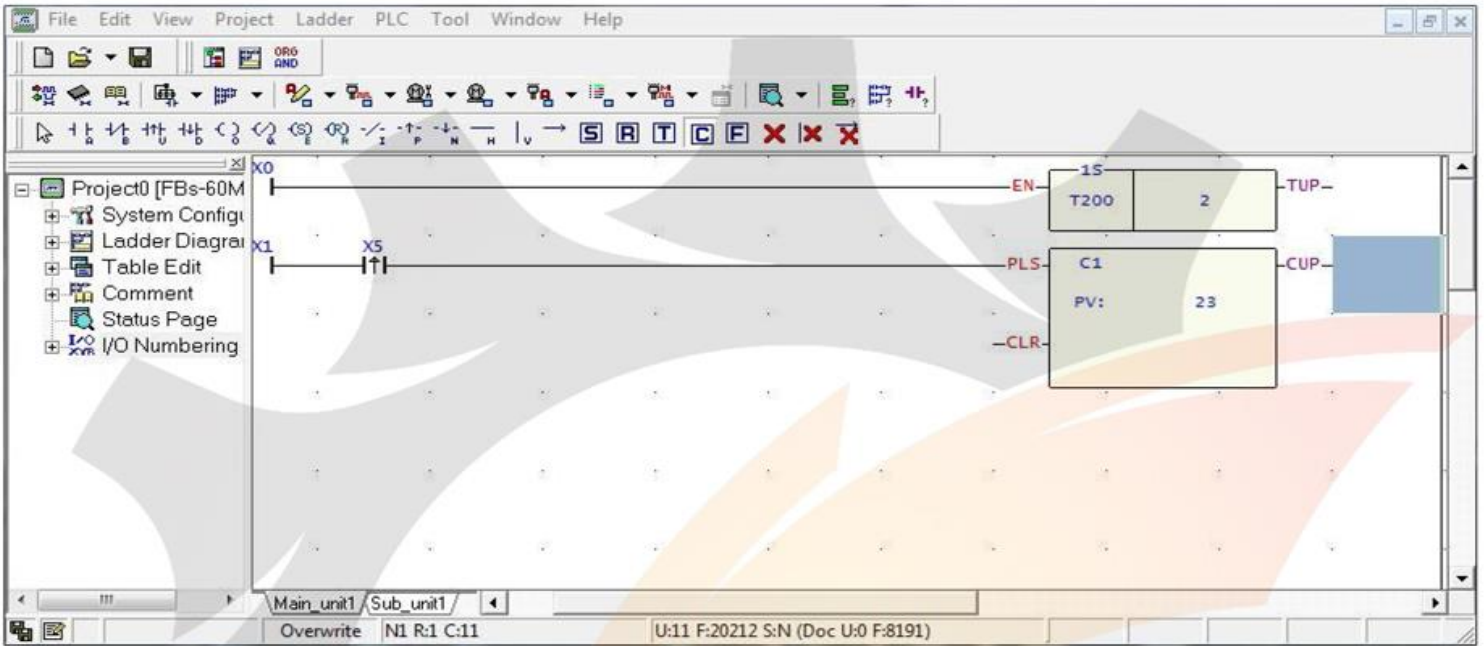 File Edit View Project Ladder PLC Tool Window Help
ORG
AND
S R T C F
X0
EN 1S TUP
T200 2
X1 X5
PLS C1 CUP
PV: 23
CLR
Project0 [FBs-60M
System Configu
Ladder Diagrar
Table Edit
Comment
Status Page
I/O Numbering
Main_unit1 Sub_unit1
Overwrite N1 R:1 C:11 U:11 F:20212 S:N (Doc U:0 F:8191)